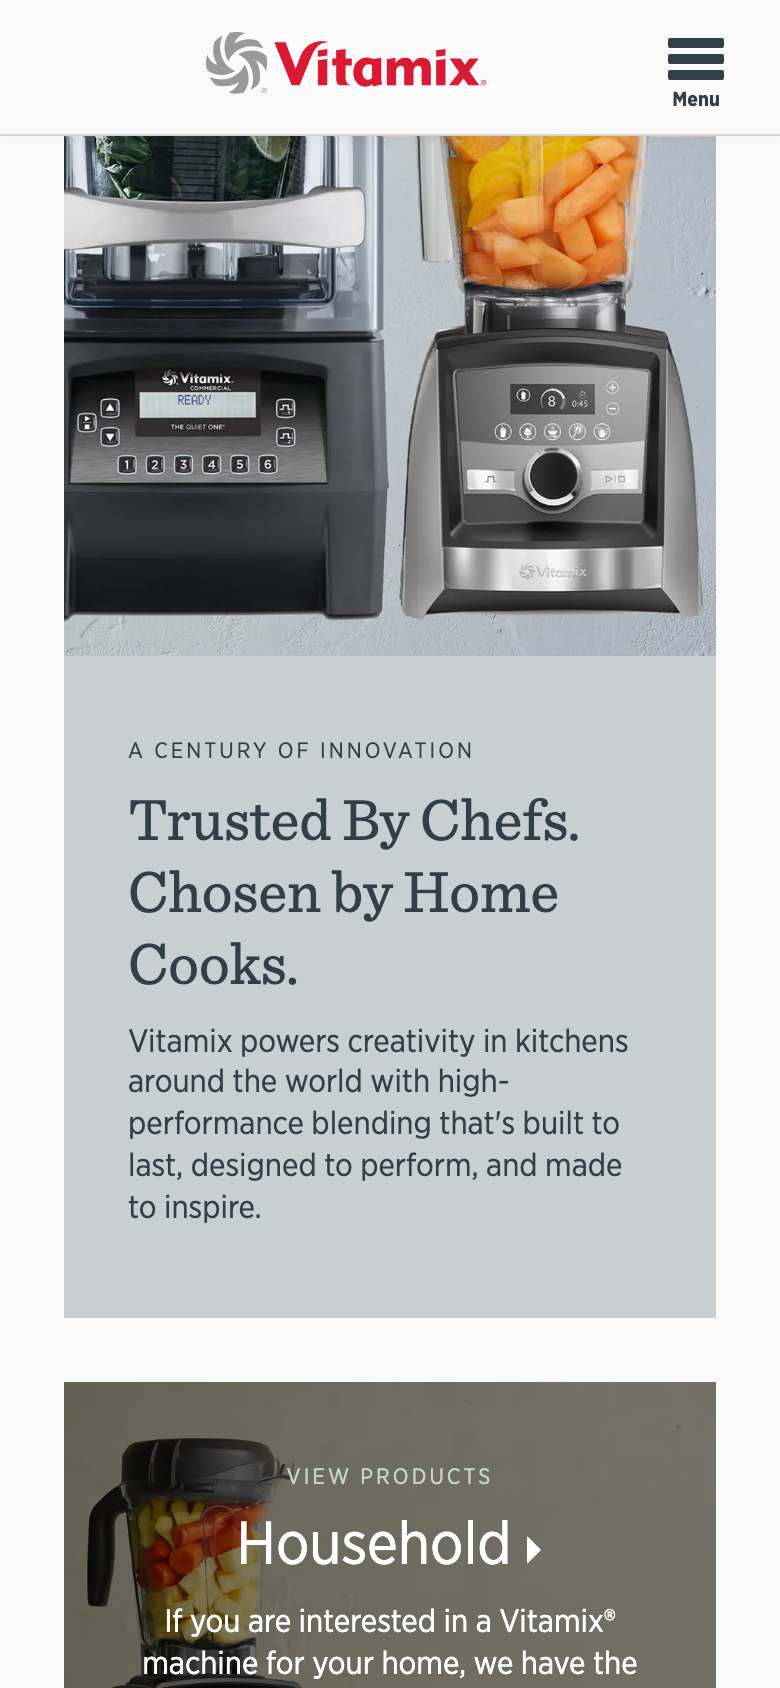 Vitamix
Menu
Vitamix
COMMERCIAL
READY
THE QUIET ONE®
1 2 3 4 5 6
8
0:45
Vitamix
A CENTURY OF INNOVATION
Trusted By Chefs.
Chosen by Home
Cooks.
Vitamix powers creativity in kitchens
around the world with high-
performance blending that's built to
last, designed to perform, and made
to inspire.
VIEW PRODUCTS
Household
If you are interested in a Vitamix®
machine for your home, we have the